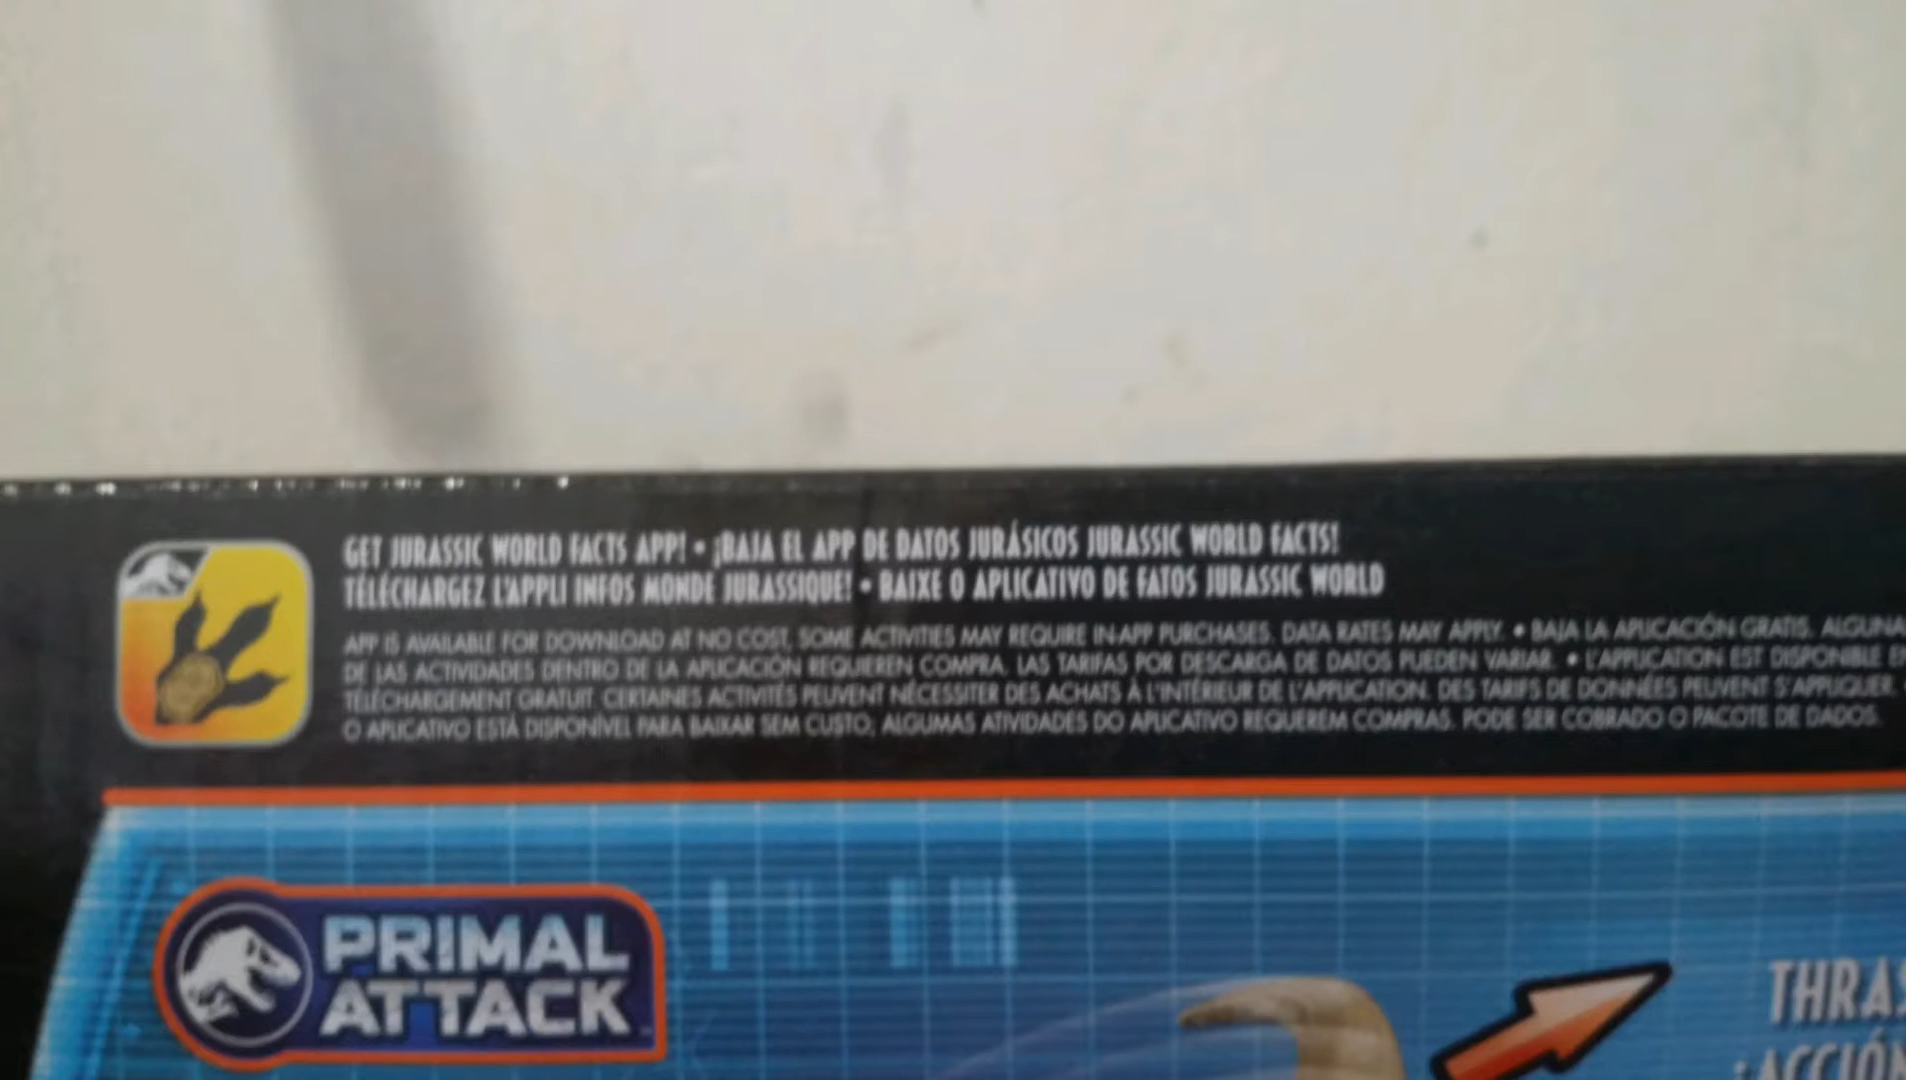 GET JURASSIC WORLD FACTS APP! • ¡BAJA EL APP DE DATOS JURÁSICOS JURASSIC WORLD FACTS!
TÉLÉCHARGEZ L'APPLI INFOS MONDE JURASSIQUE! • BAIXE O APLICATIVO DE FATOS JURASSIC WORLD
APP IS AVAILABLE FOR DOWNLOAD AT NO COST, SOME ACTIVITIES MAY REQUIRE IN-APP PURCHASES. DATA RATES MAY APPLY. • BAJA LA APLICACIÓN GRATIS. ALGUNA
DE LAS ACTIVIDADES DENTRO DE LA APLICACIÓN REQUIEREN COMPRA. LAS TARIFAS POR DESCARGA DE DATOS PUEDEN VARIAR. • L'APPLICATION EST DISPONIBLE E
TÉLÉCHARGEMENT GRATUIT. CERTAINES ACTIVITÉS PEUVENT NÉCESSITER DES ACHATS À L'INTÉRIEUR DE L'APPLICATION. DES TARIFS DE DONNÉES PEUVENT S'APPLIQUER.
O APLICATIVO ESTÁ DISPONÍVEL PARA BAIXAR SEM CUSTO, ALGUMAS ATIVIDADES DO APLICATIVO REQUEREM COMPRAS. PODE SER COBRADO O PACOTE DE DADOS.
PRIMAL
ATTACK
THRAS
¡ACCIÓN